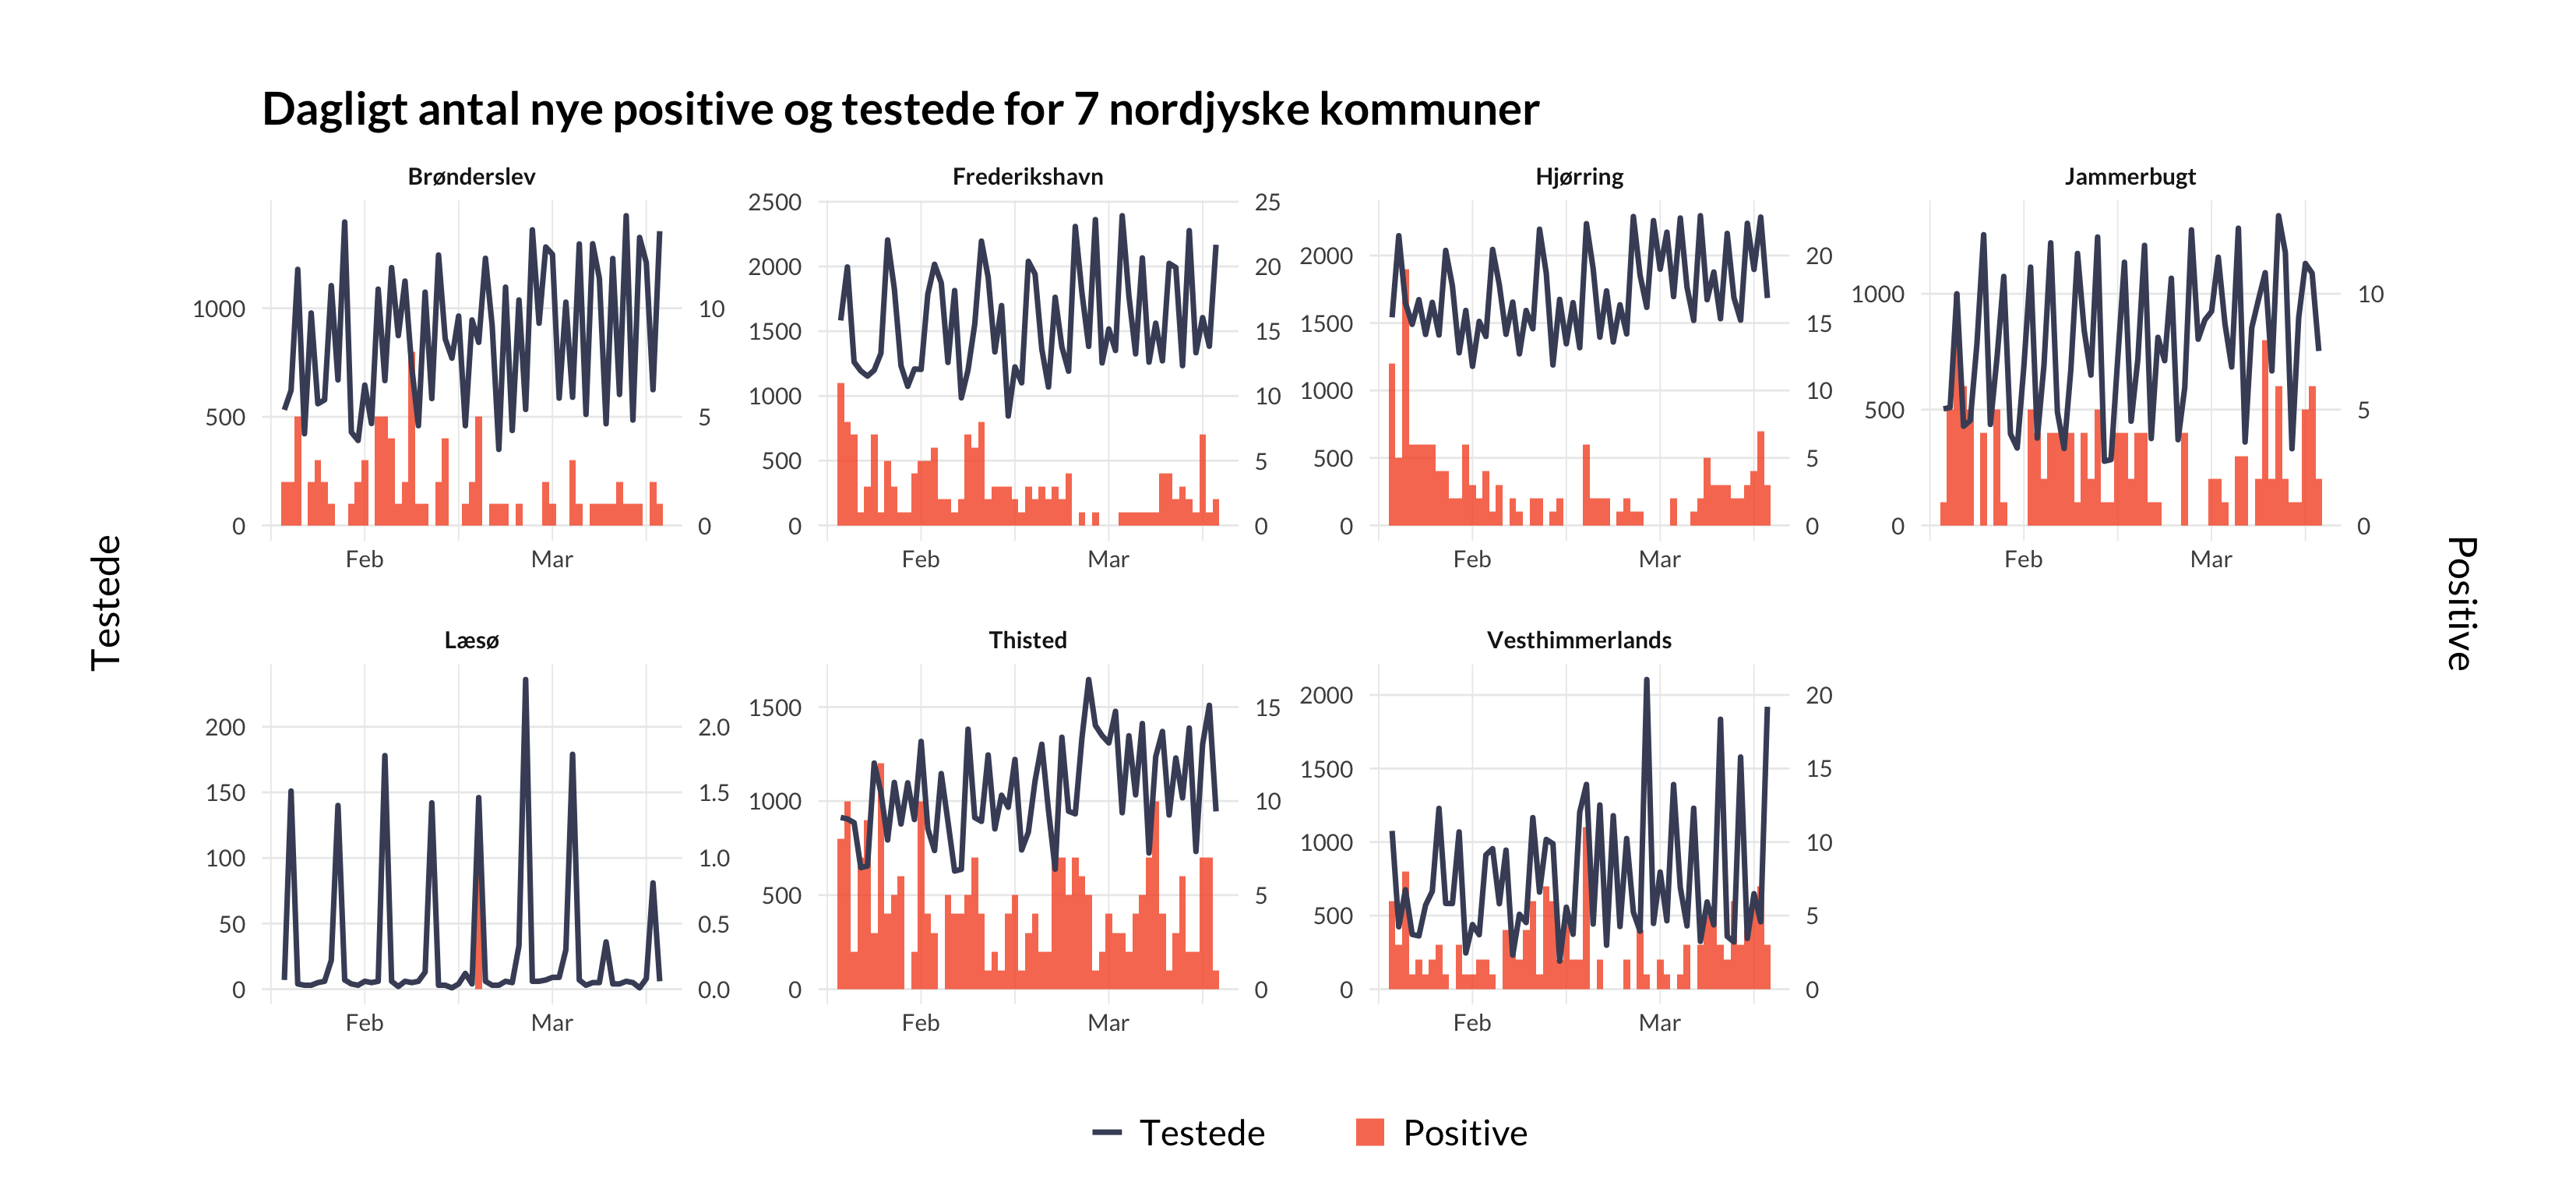 Dagligt antal nye positive og testede for 7 nordjyske kommuner
Brønderslev
1000
500
0
10
5
0
Feb
Mar
Frederikshavn
2500
2000
1500
1000
500
0
25
20
15
10
5
0
Feb
Mar
Hjørring
2000
1500
1000
500
0
20
15
10
5
0
Feb
Mar
Jammerbugt
1000
500
0
10
5
0
Feb
Mar
Testede
Positive
Læsø
200
150
100
50
0
2.0
1.5
1.0
0.5
0.0
Feb
Mar
Thisted
1500
1000
500
0
15
10
5
0
Feb
Mar
Vesthimmerlands
2000
1500
1000
500
0
20
15
10
5
0
Feb
Mar
Testede
Positive